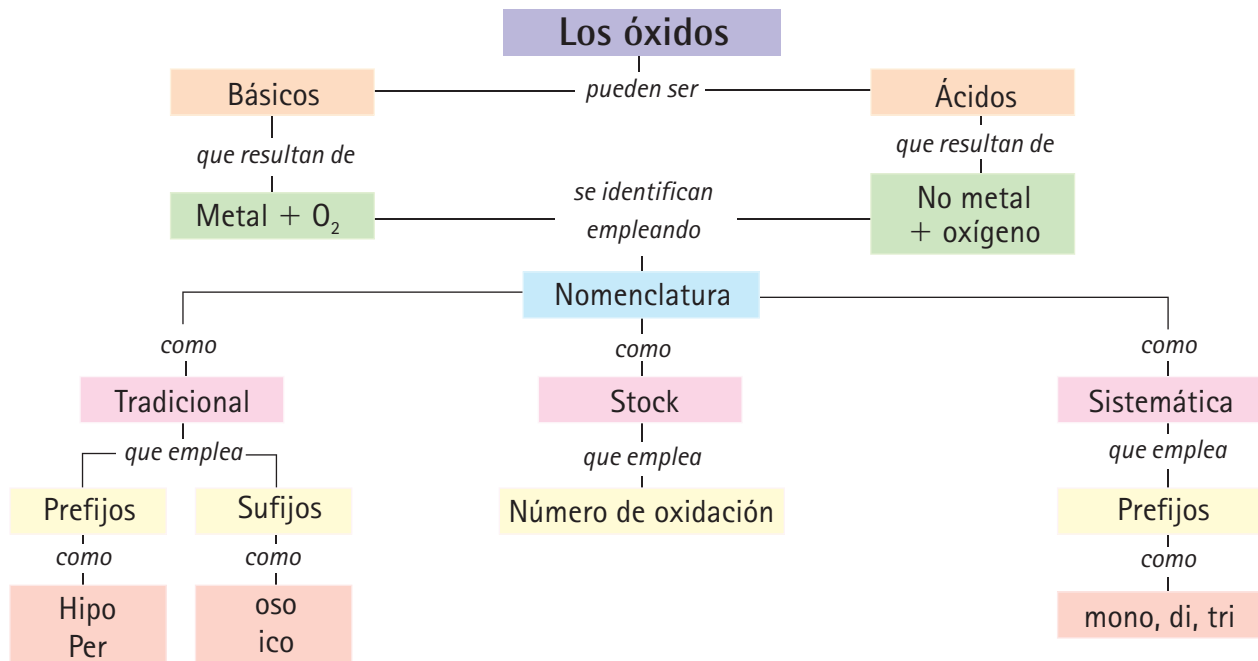 Los óxidos
Básicos
pueden ser
Ácidos
que resultan de
que resultan de
Metal + O₂
se identifican
empleando
No metal
+ oxígeno
Nomenclatura
como
como
como
Tradicional
Stock
Sistemática
que emplea
que emplea
que emplea
Prefijos
Sufijos
Número de oxidación
Prefijos
como
como
como
Hipo
Per
oso
ico
mono, di, tri